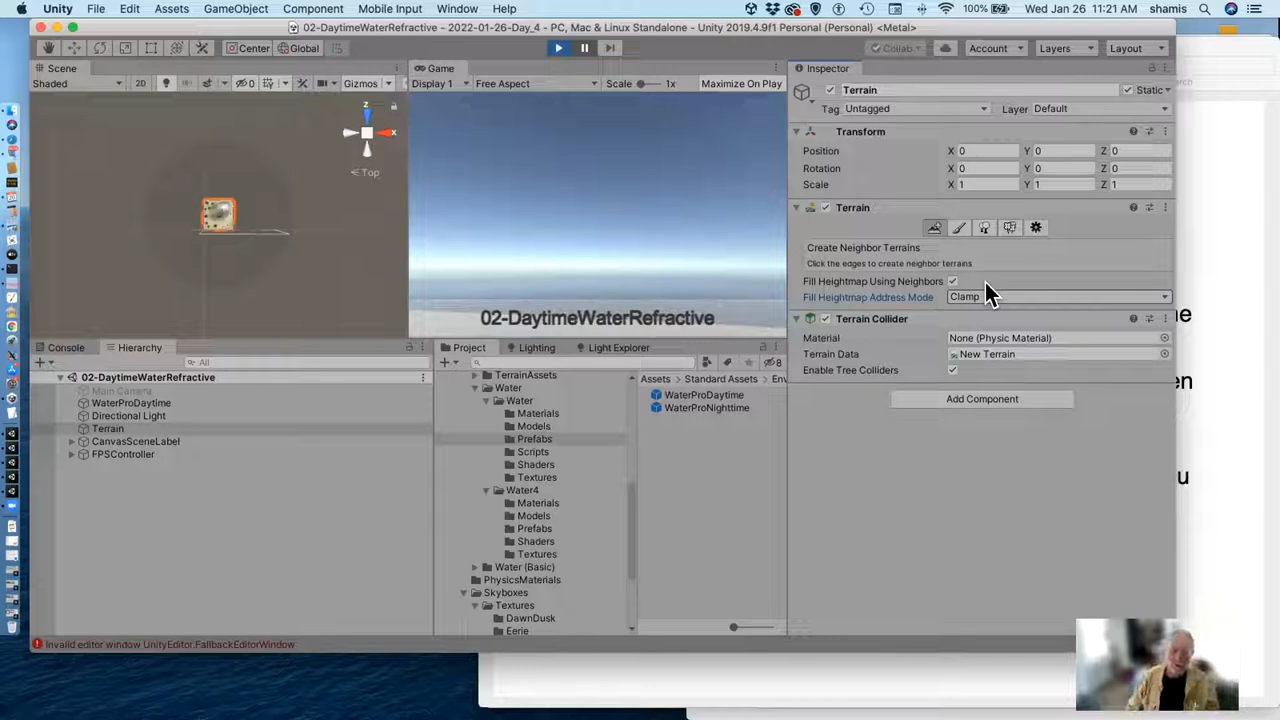 Unity File Edit Assets GameObject Component Mobile Input Window Help 100% Wed Jan 26 11:21 AM shamis
02-DaytimeWaterRefractive - 2022-01-26-Day_4 - PC, Mac & Linux Standalone - Unity 2019.4.9f1 Personal (Personal) <Metal>
Center Global Collab Account Layers Layout
Scene
Shaded 2D 0 Gizmos
z
x
Top
Game
Display 1 Free Aspect Scale 1x Maximize On Play
02-DaytimeWaterRefractive
Inspector
Terrain Static
Tag Untagged Layer Default
Transform
Position X 0 Y 0 Z 0
Rotation X 0 Y 0 Z 0
Scale X 1 Y 1 Z 1
Terrain
Create Neighbor Terrains
Click the edges to create neighbor terrains
Fill Heightmap Using Neighbors
Fill Heightmap Address Mode Clamp
Terrain Collider
Material None (Physic Material)
Terrain Data New Terrain
Enable Tree Colliders
Add Component
Console Hierarchy
All
02-DaytimeWaterRefractive
Main Camera
WaterProDaytime
Directional Light
Terrain
CanvasSceneLabel
FPSController
Project Lighting Light Explorer
8
TerrainAssets
Water
Water
Materials
Models
Prefabs
Scripts
Shaders
Textures
Water4
Materials
Models
Prefabs
Shaders
Textures
Water (Basic)
PhysicsMaterials
Skyboxes
Textures
DawnDusk
Eerie
Assets Standard Assets Env
WaterProDaytime
WaterProNighttime
Invalid editor window UnityEditor.FallbackEditorWindow
ne
en
u